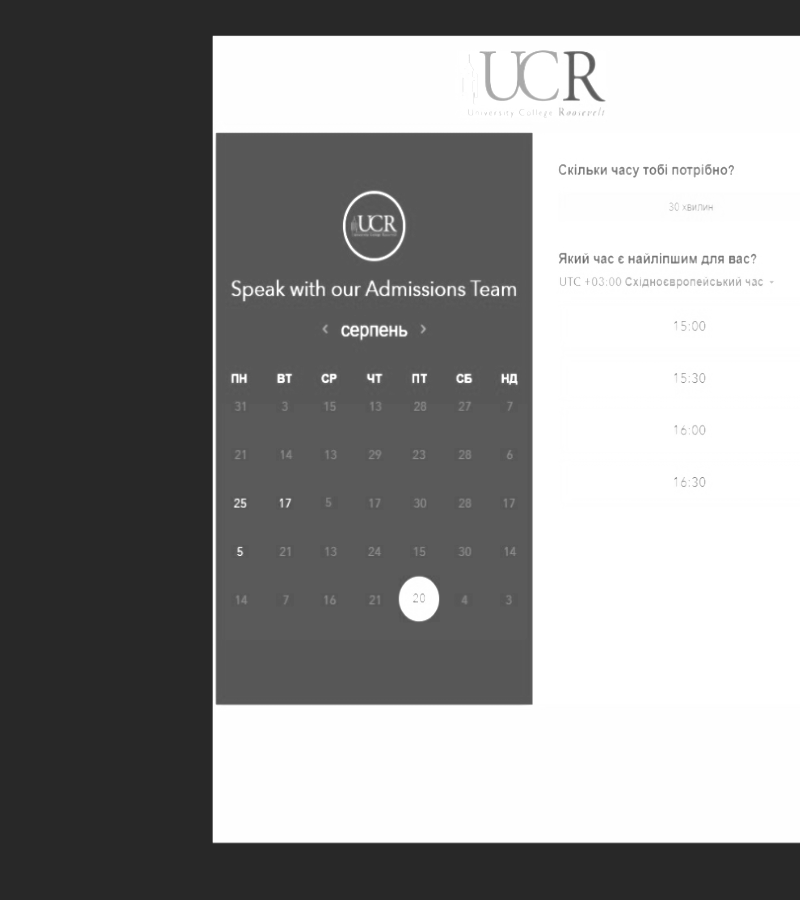 UCR
University College Roosevelt
UCR
Speak with our Admissions Team
‹ серпень ›
ПН ВТ СР ЧТ ПТ СБ НД
31 3 15 13 28 27 7
21 14 13 29 23 28 6
25 17 5 17 30 28 17
5 21 13 24 15 30 14
14 7 16 21 20 4 3
Скільки часу тобі потрібно?
30 хвилин
Який час є найліпшим для вас?
UTC +03:00 Східноєвропейський час
15:00
15:30
16:00
16:30